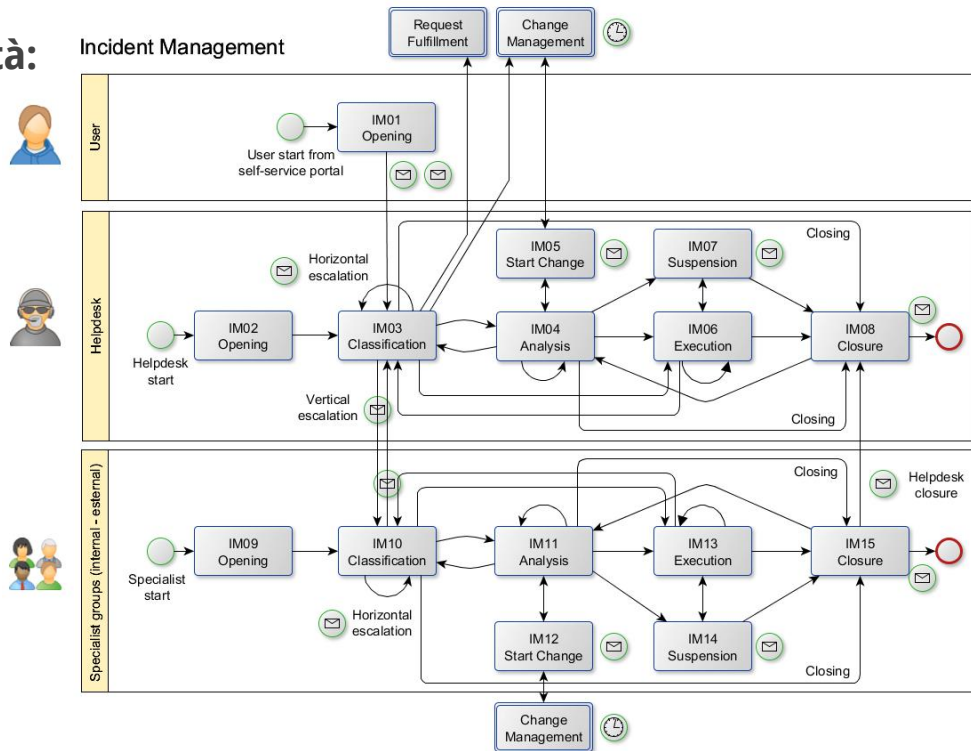 tà:
Incident Management
Request
Fulfillment
Change
Management
User
IM01
Opening
User start from
self-service portal
Helpdesk
Horizontal
escalation
IM05
Start Change
IM07
Suspension
Closing
Helpdesk
start
IM02
Opening
IM03
Classification
IM04
Analysis
IM06
Execution
IM08
Closure
Vertical
escalation
Closing
Specialist groups (internal - esternal)
Closing
Helpdesk
closure
Specialist
start
IM09
Opening
IM10
Classification
IM11
Analysis
IM13
Execution
IM15
Closure
Horizontal
escalation
IM12
Start Change
IM14
Suspension
Closing
Change
Management